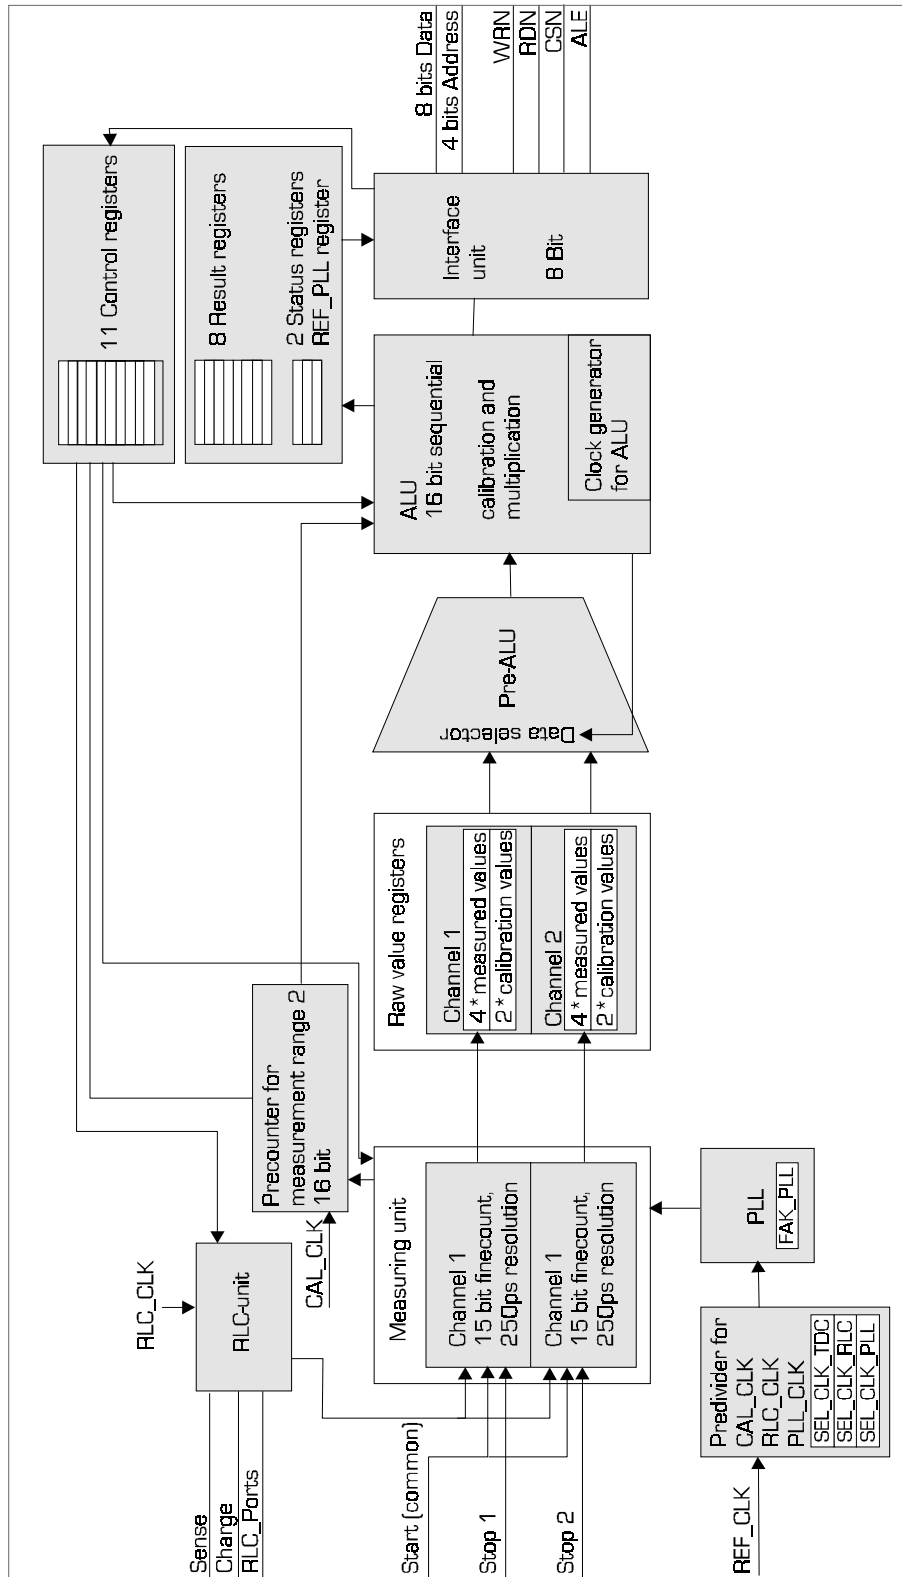 Sense
Charge
RLC_Ports
RLC_CLK
RLC-unit
CAL_CLK
Precounter for
measurement range 2
16 bit
11 Control registers
8 Result registers
2 Status registers
REF_PLL register
Start (common)
Stop 1
Stop 2
Measuring unit
Channel 1
15 bit finecount,
250ps resolution
Channel 1
15 bit finecount,
250ps resolution
Raw value registers
Channel 1
4*measured values
2*calibration values
Channel 2
4*measured values
2*calibration values
Data selector
Pre-ALU
ALU
16 bit sequential
calibration and
multiplication
Clock generator
for ALU
Interface
unit
8 Bit
8 bits Data
4 bits Address
WRN
RDN
CSN
ALE
REF_CLK
Predivider for
CAL_CLK
RLC_CLK
PLL_CLK
SEL_CLK_TDC
SEL_CLK_RLC
SEL_CLK_PLL
PLL
FAK_PLL